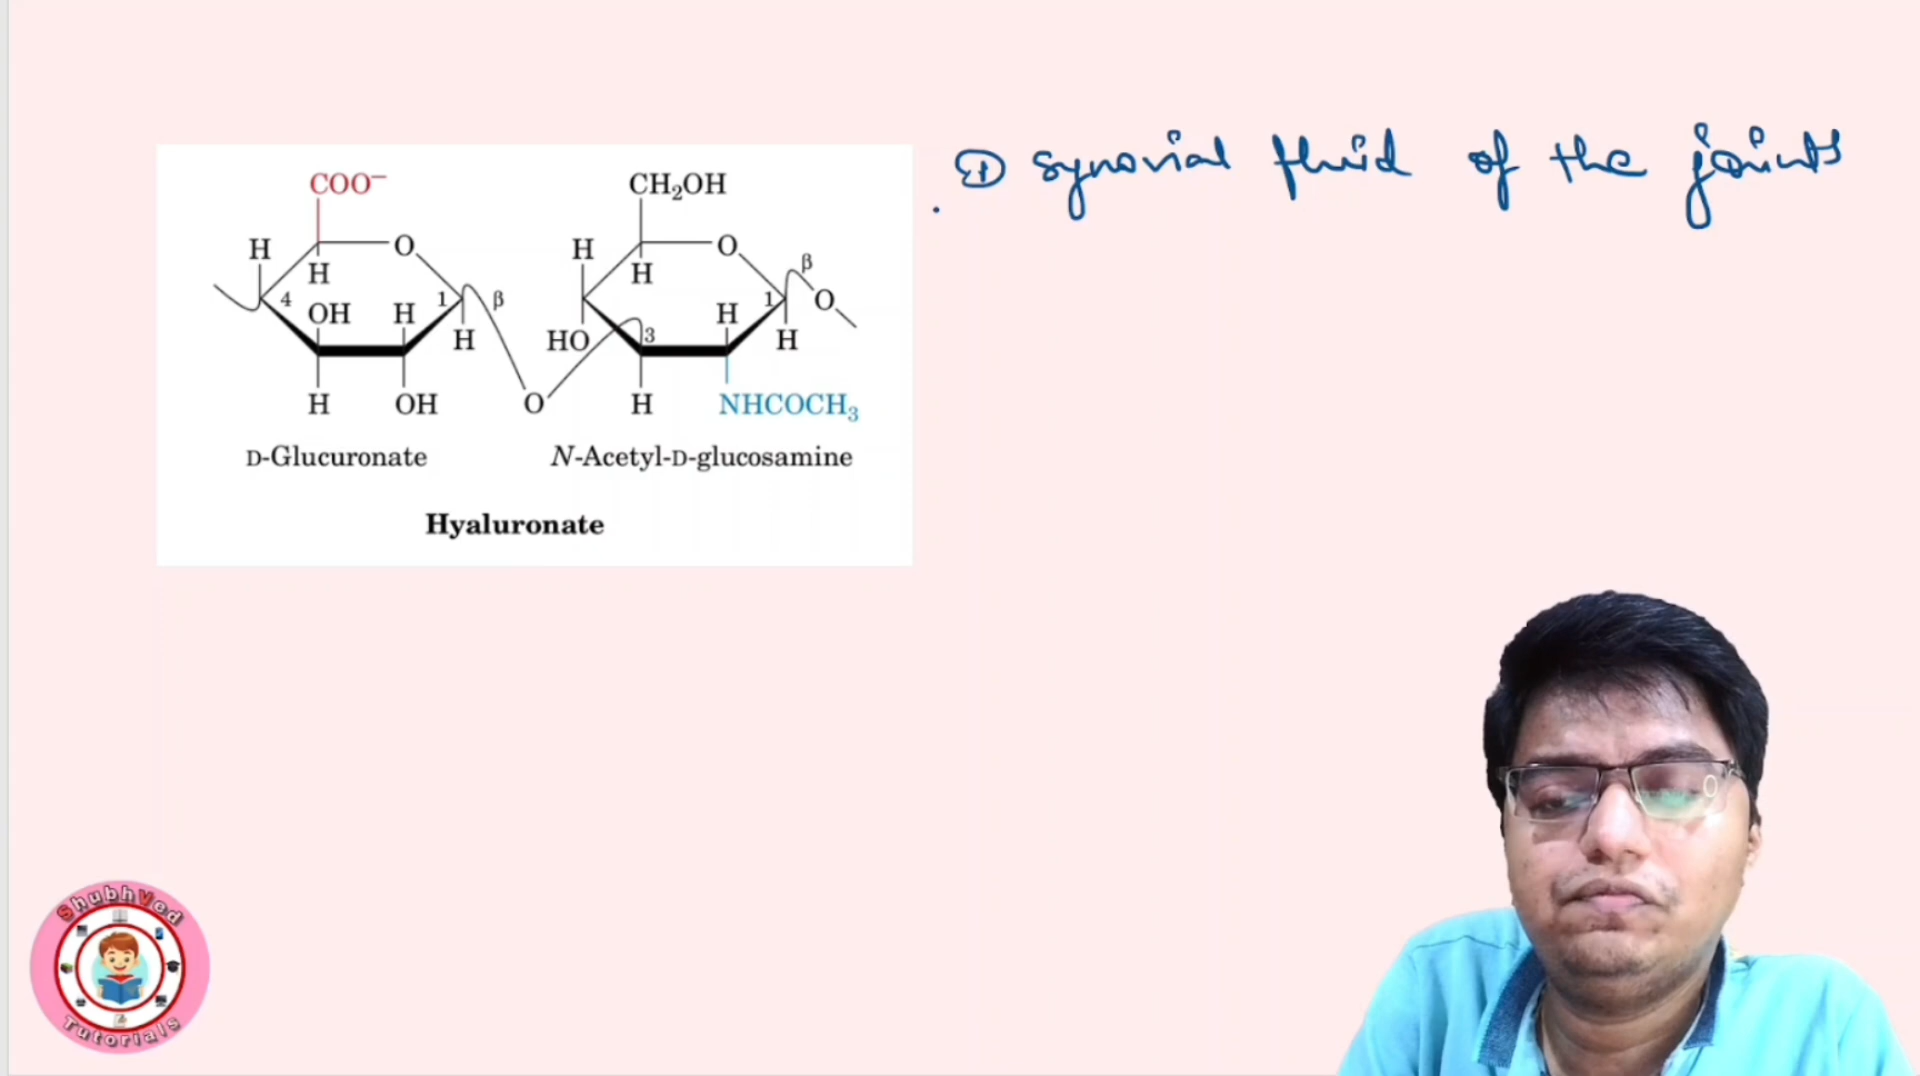 ① synovial fluid of the joints
COO⁻
CH₂OH
H O H O β
H H
4 OH H 1 β H 1 O
H HO 3 H
H OH O H NHCOCH₃
D-Glucuronate N-Acetyl-D-glucosamine
Hyaluronate
ShubhVed
Tutorials